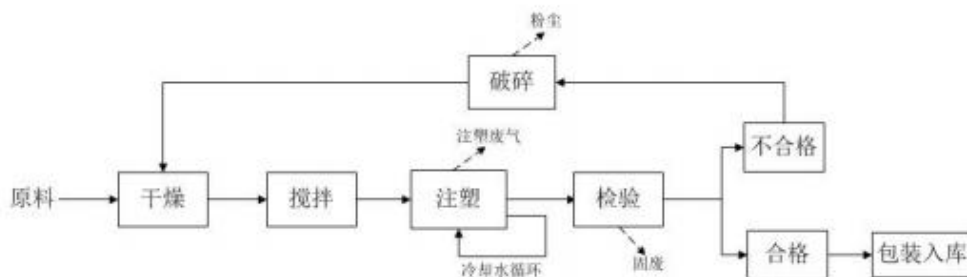 粉尘
破碎
注塑废气
不合格
原料
干燥
搅拌
注塑
检验
冷却水循环
固废
合格
包装入库